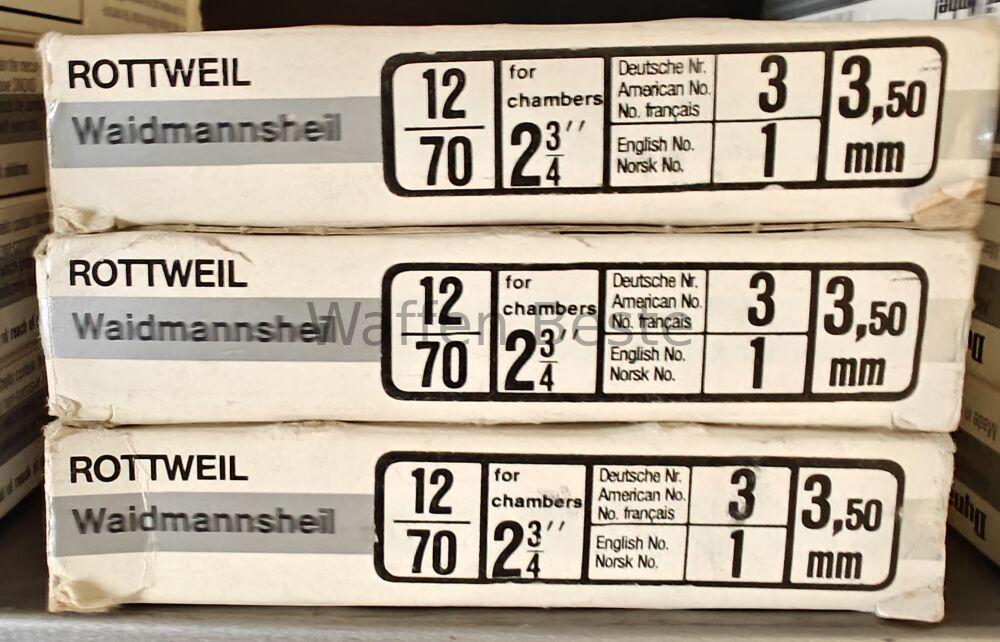 ROTTWEIL
Waidmannsheil
12
70
for
chambers
2 3/4''
Deutsche Nr.
American No.
No. français
3
English No.
Norsk No.
1
3,50
mm
ROTTWEIL
Waidmannsheil
12
70
for
chambers
2 3/4'
Deutsche Nr.
American No.
No. français
3
English No.
Norsk No.
1
3,50
mm
Waffen Beste
ROTTWEIL
Waidmannsheil
12
70
for
chambers
2 3/4''
Deutsche Nr.
American No.
No. français
3
English No.
Norsk No.
1
3,50
mm